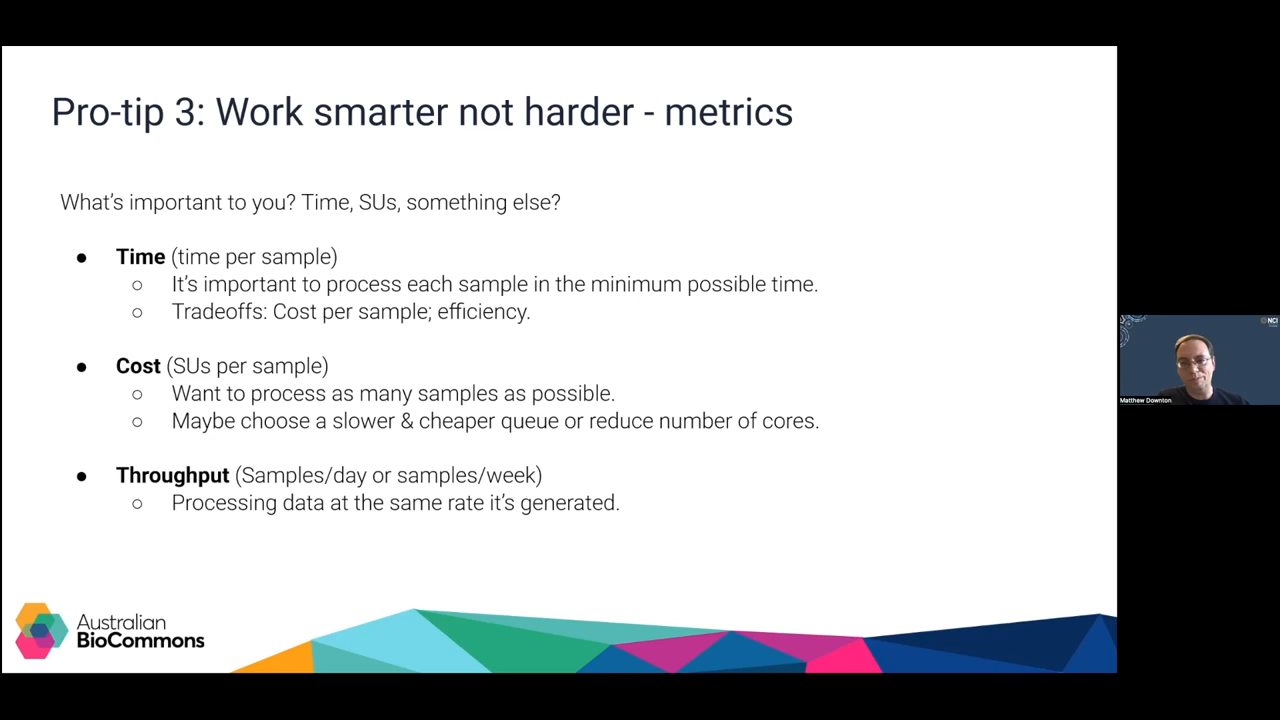 Pro-tip 3: Work smarter not harder - metrics
What's important to you? Time, SUs, something else?
● Time (time per sample)
○ It's important to process each sample in the minimum possible time.
○ Tradeoffs: Cost per sample; efficiency.
● Cost (SUs per sample)
○ Want to process as many samples as possible.
○ Maybe choose a slower & cheaper queue or reduce number of cores.
● Throughput (Samples/day or samples/week)
○ Processing data at the same rate it's generated.
NCI
Matthew Downton
Australian
BioCommons